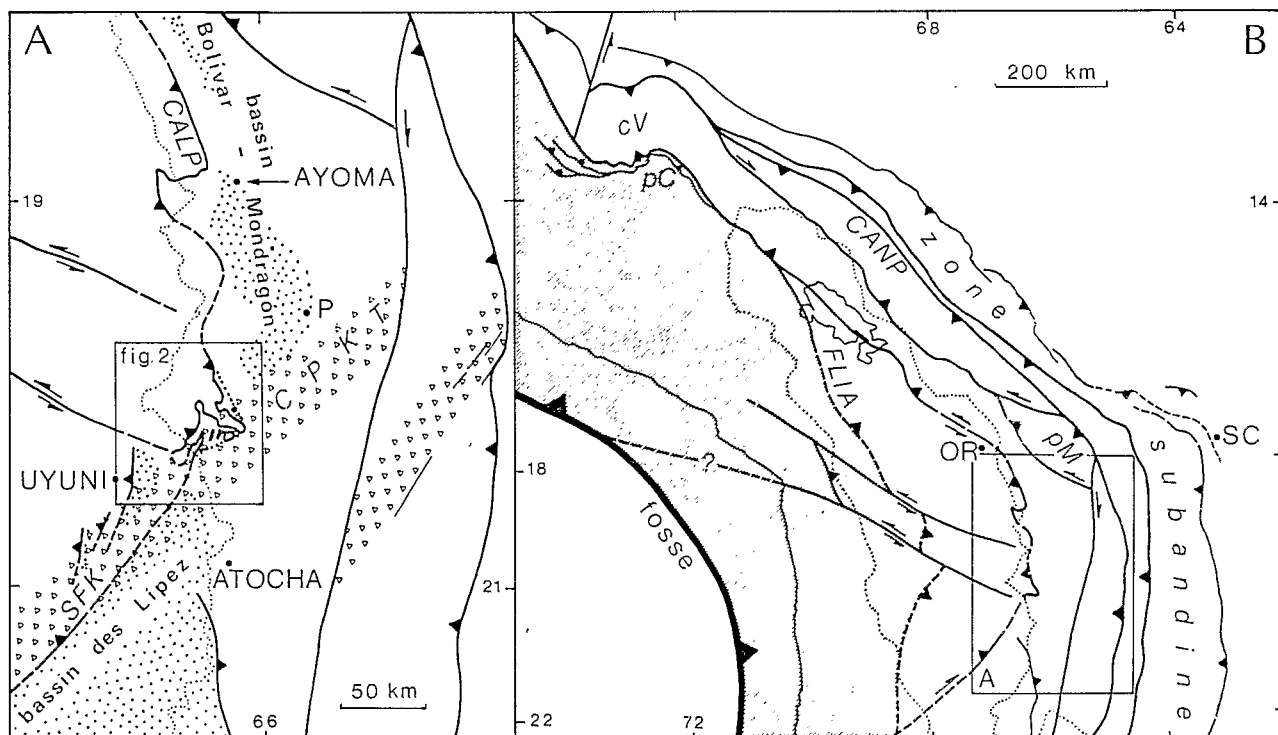 A
Bolivar
bassin
CALP
AYOMA
19
Mondragon
P
C P K T
fig.2
UYUNI
ATOCHA
SFK
bassin des Lipez
50 km
66
21
B
68
64
200 km
cV
pC
14
CANP
zone
FLIA
SC
OR
pM
18
?
fosse
subandine
A
22
72